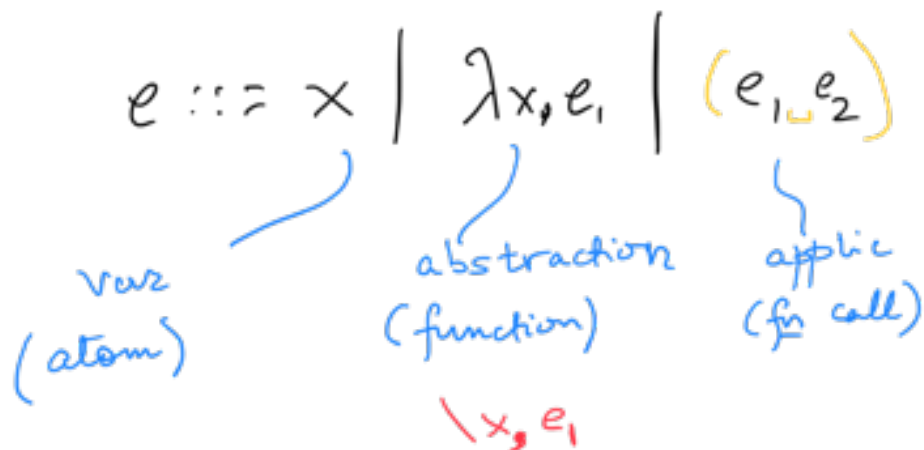 e ::= x | λx.e₁ | (e₁␣e₂)
var abstraction applic
(atom) (function) (fn call)
\x.e₁